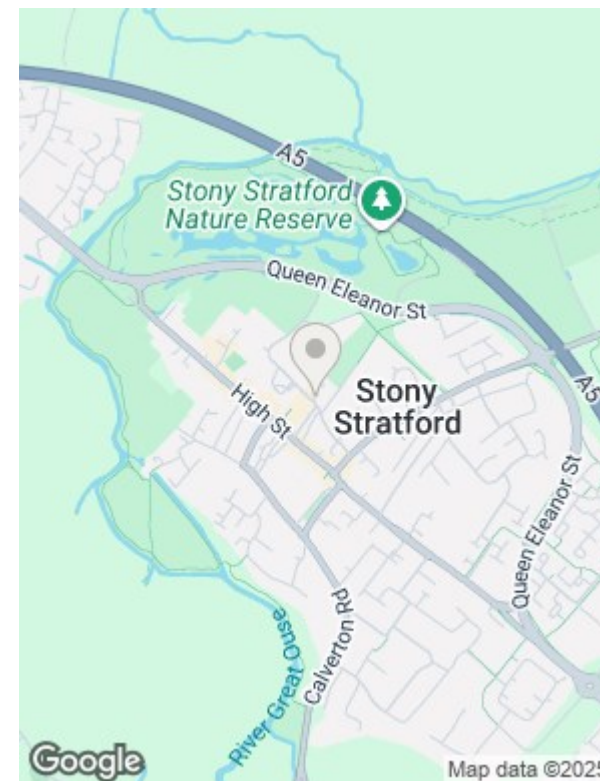 A5
Stony Stratford
Nature Reserve
Queen Eleanor St
High St
Stony
Stratford
A5
Queen Eleanor St
Calverton Rd
River Great Ouse
Google
Map data ©2025